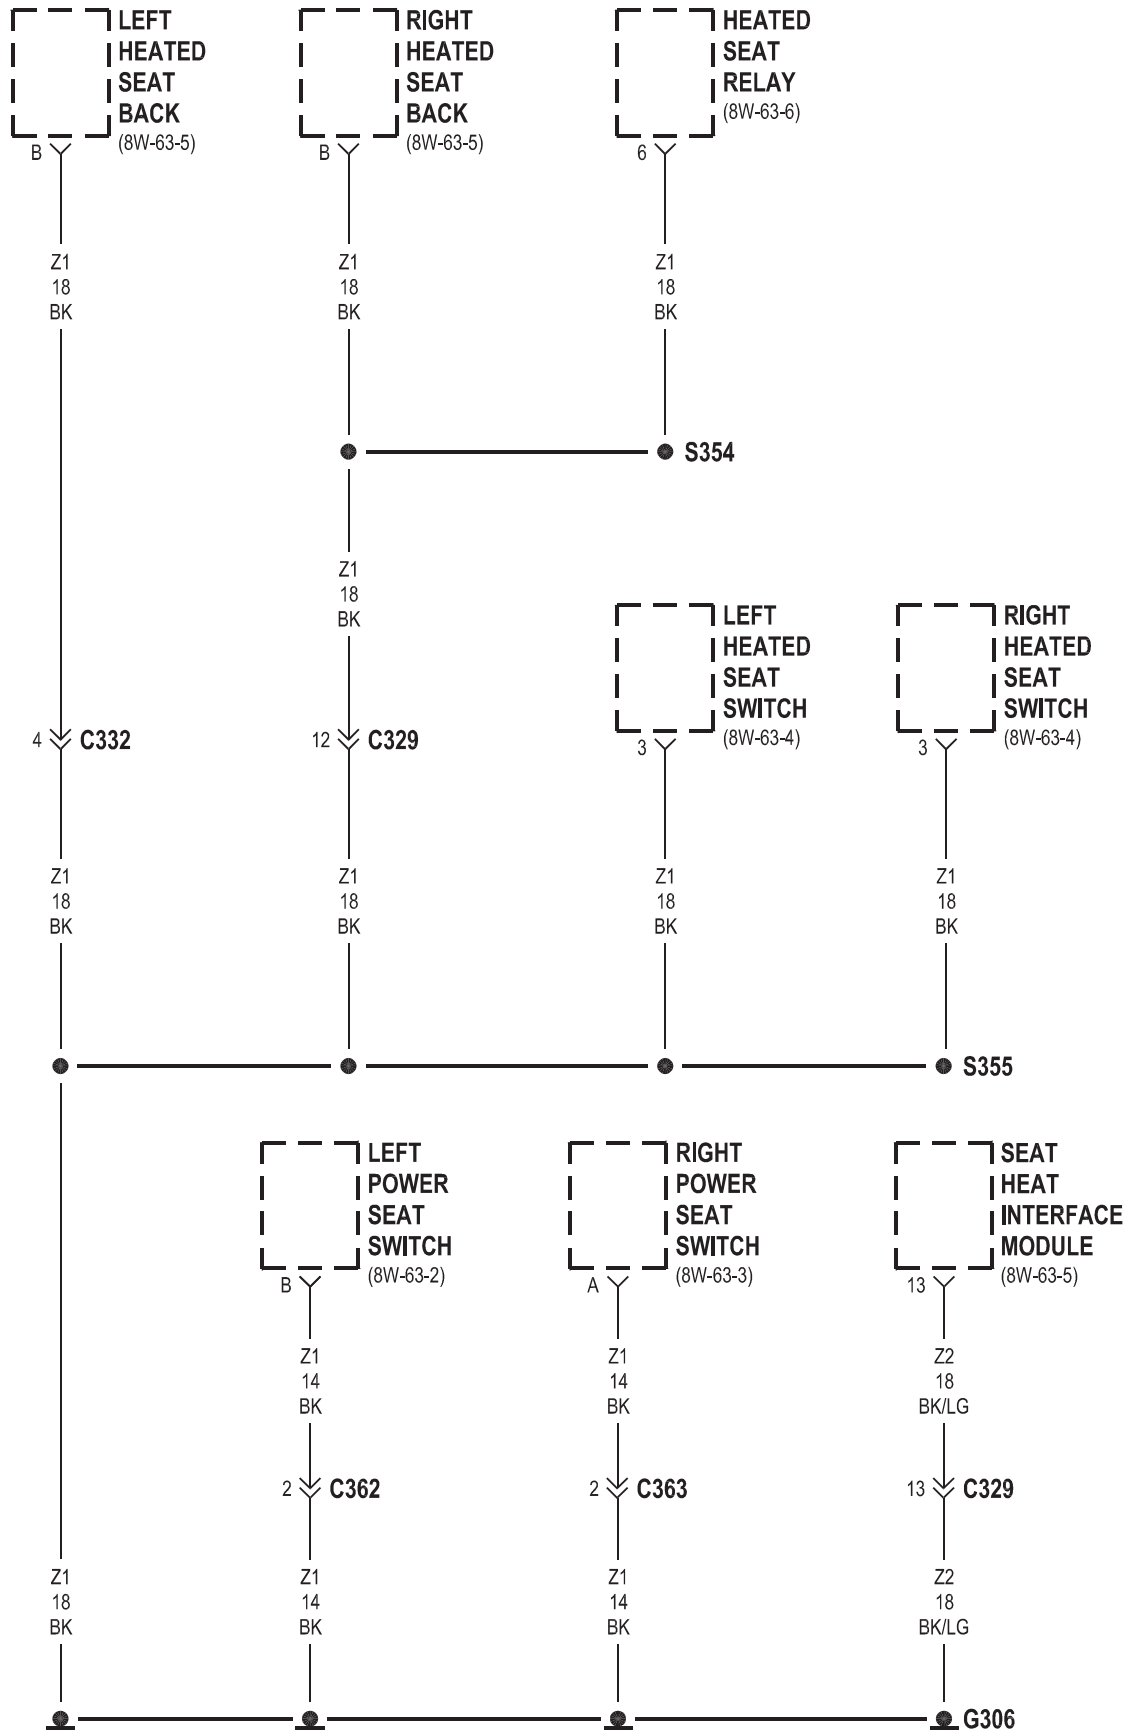 LEFT
HEATED
SEAT
BACK
(8W-63-5)
B
RIGHT
HEATED
SEAT
BACK
(8W-63-5)
B
HEATED
SEAT
RELAY
(8W-63-6)
6
Z1
18
BK
Z1
18
BK
Z1
18
BK
S354
Z1
18
BK
LEFT
HEATED
SEAT
SWITCH
(8W-63-4)
3
RIGHT
HEATED
SEAT
SWITCH
(8W-63-4)
3
4
C332
12
C329
Z1
18
BK
Z1
18
BK
Z1
18
BK
Z1
18
BK
S355
LEFT
POWER
SEAT
SWITCH
(8W-63-2)
B
RIGHT
POWER
SEAT
SWITCH
(8W-63-3)
A
SEAT
HEAT
INTERFACE
MODULE
(8W-63-5)
13
Z1
14
BK
Z1
14
BK
Z2
18
BK/LG
2
C362
2
C363
13
C329
Z1
18
BK
Z1
14
BK
Z1
14
BK
Z2
18
BK/LG
G306